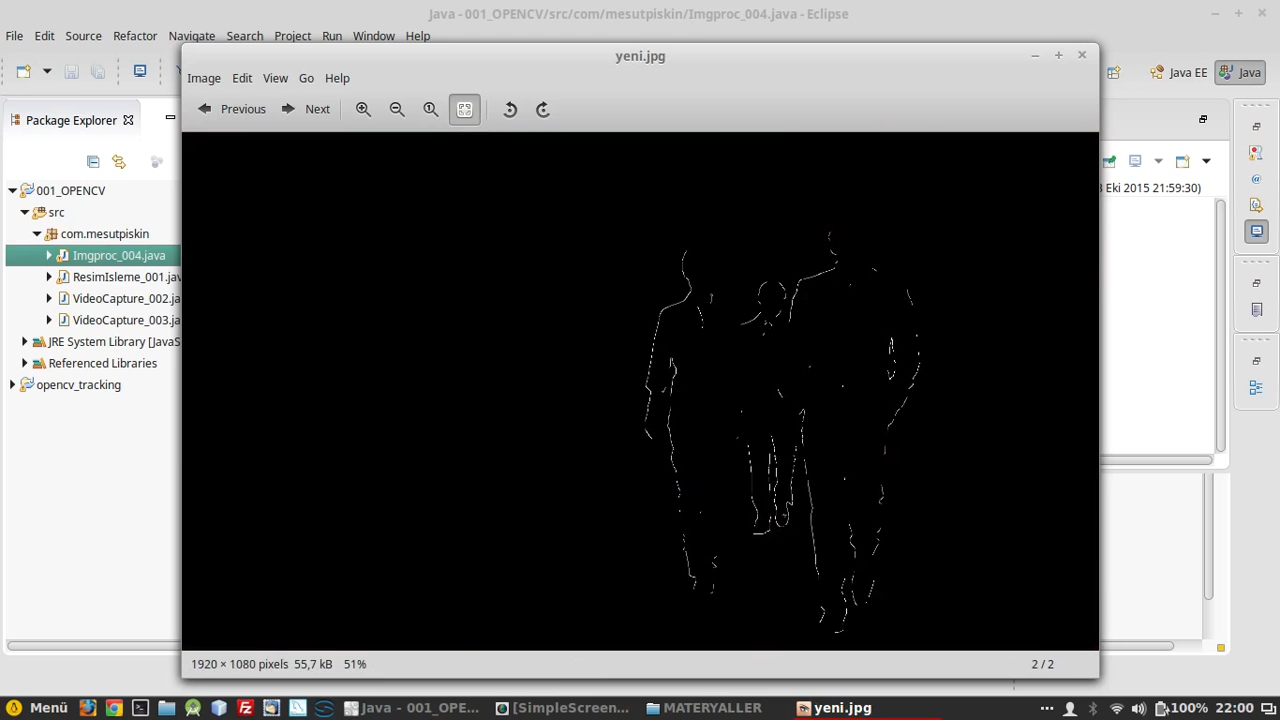 Java - 001_OPENCV/src/com/mesutpiskin/Imgproc_004.java - Eclipse
File Edit Source Refactor Navigate Search Project Run Window Help
yeni.jpg
Image Edit View Go Help
Java EE Java
Previous Next
Package Explorer
3 Eki 2015 21:59:30)
001_OPENCV
src
com.mesutpiskin
Imgproc_004.java
ResimIsleme_001.jav
VideoCapture_002.ja
VideoCapture_003.ja
JRE System Library [JavaS
Referenced Libraries
opencv_tracking
1920 × 1080 pixels 55,7 kB 51% 2 / 2
Menü Java - 001_OPE... [SimpleScreen... MATERYALLER yeni.jpg 100% 22:00